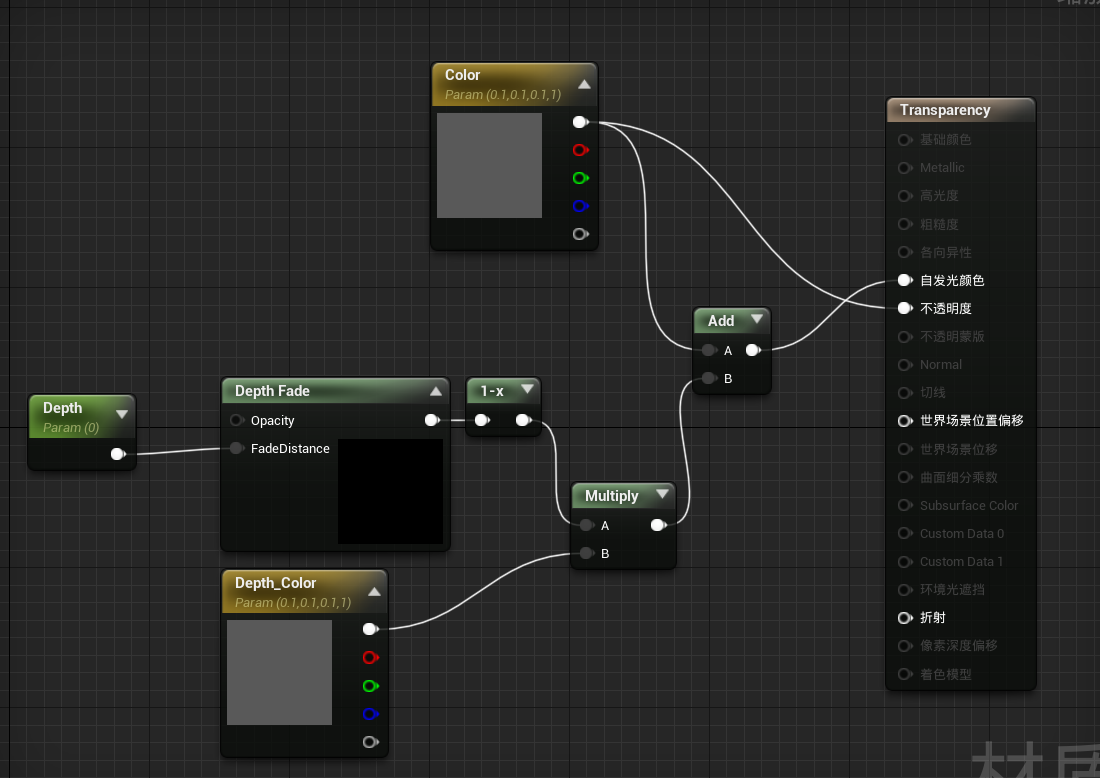 Color
Param (0.1,0.1,0.1,1)
Transparency
基础颜色
Metallic
高光度
粗糙度
各向异性
自发光颜色
不透明度
不透明蒙版
Normal
切线
世界场景位置偏移
世界场景位移
曲面细分乘数
Subsurface Color
Custom Data 0
Custom Data 1
环境光遮挡
折射
像素深度偏移
着色模型
Add
A
B
Depth
Param (0)
Depth Fade
Opacity
FadeDistance
1-x
Multiply
A
B
Depth_Color
Param (0.1,0.1,0.1,1)
材质